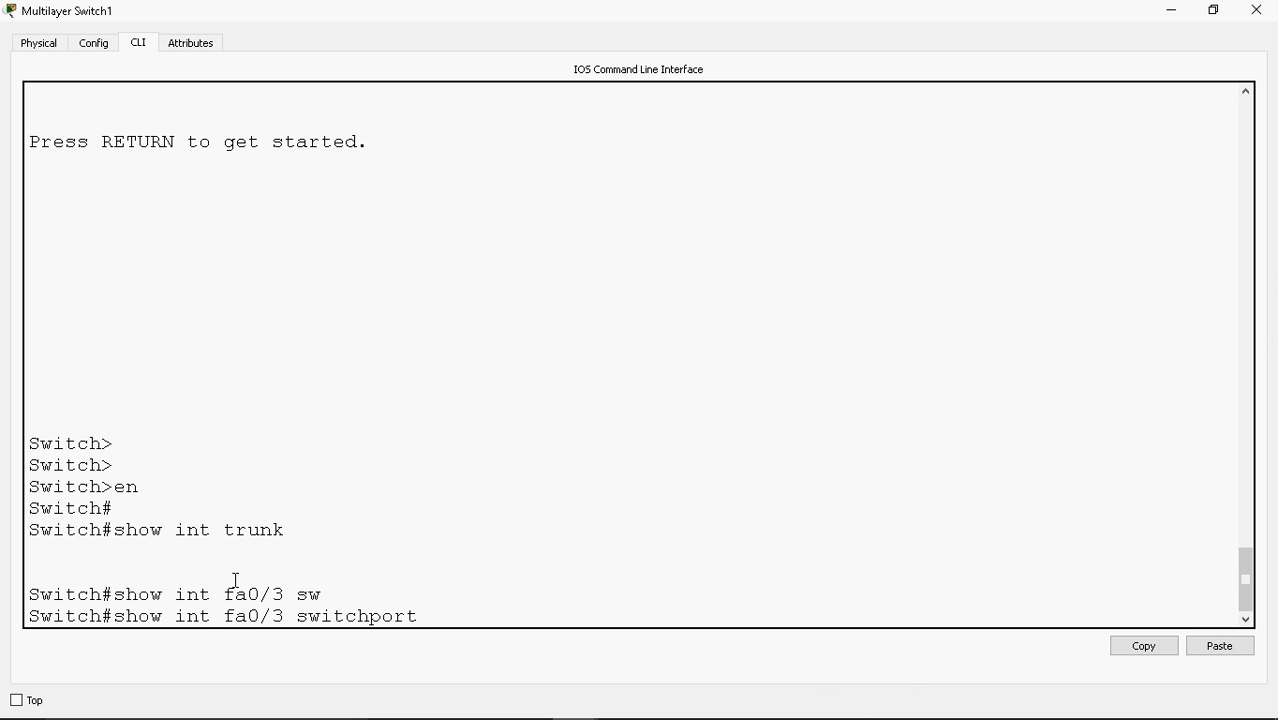 Multilayer Switch1
Physical Config CLI Attributes
IOS Command Line Interface
Press RETURN to get started.
Switch>
Switch>
Switch>en
Switch#
Switch#show int trunk
Switch#show int fa0/3 sw
Switch#show int fa0/3 switchport
Copy Paste
Top